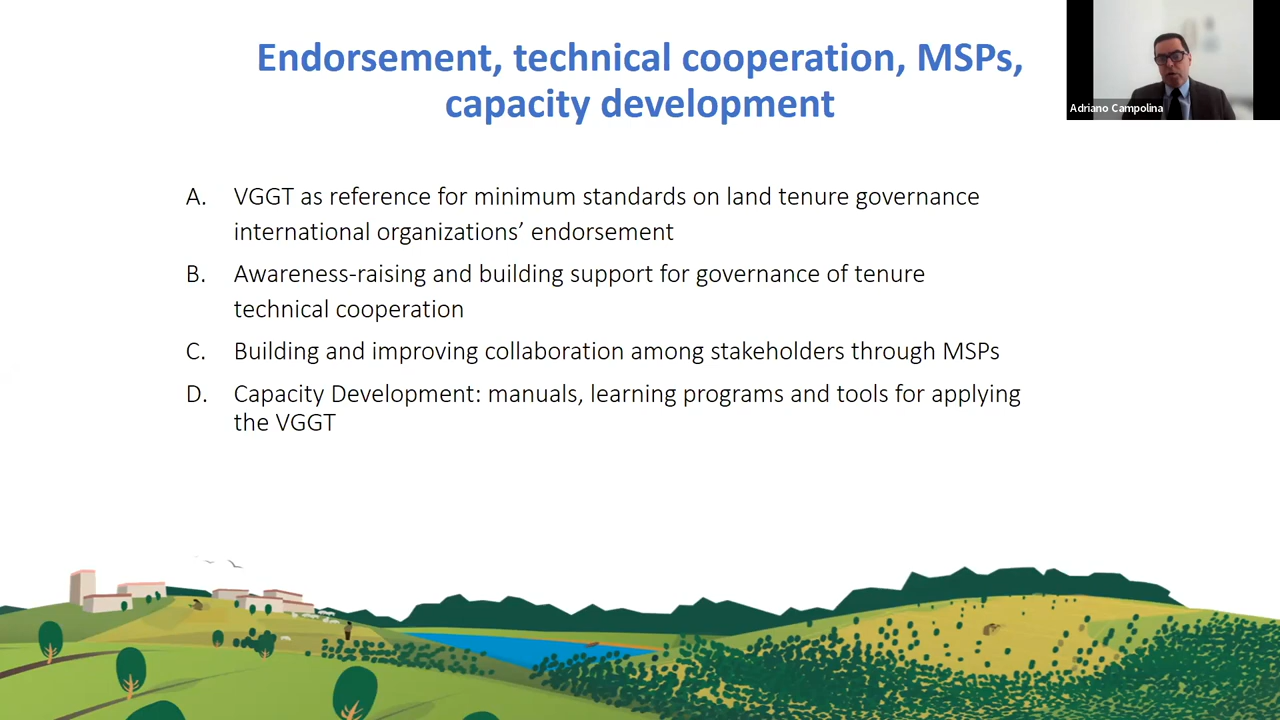 Endorsement, technical cooperation, MSPs,
capacity development
Adriano Campolina
A. VGGT as reference for minimum standards on land tenure governance
international organizations’ endorsement
B. Awareness-raising and building support for governance of tenure
technical cooperation
C. Building and improving collaboration among stakeholders through MSPs
D. Capacity Development: manuals, learning programs and tools for applying
the VGGT